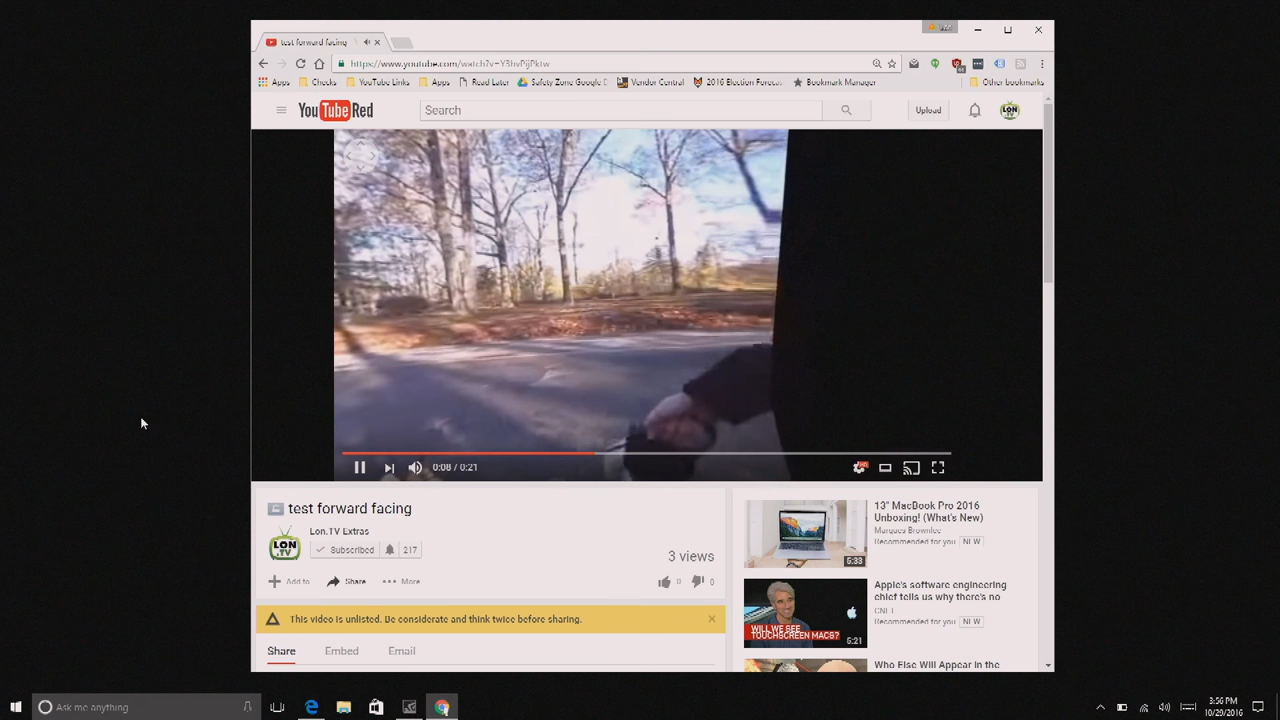 test forward facing
https://www.youtube.com/watch?v=Y3hvPijPktw
Apps Checks YouTube Links Apps Read Later Safety Zone Google D Vendor Central 2016 Election Forecas Bookmark Manager Other bookmarks
YouTube Red
Search
Upload
LON
0:08 / 0:21
test forward facing
Lon.TV Extras
LON
.TV
Subscribed 217
3 views
Add to Share More 0 0
This video is unlisted. Be considerate and think twice before sharing.
Share Embed Email
13" MacBook Pro 2016
Unboxing! (What's New)
Marques Brownlee
Recommended for you NEW
5:33
Apple's software engineering
chief tells us why there's no
CNET
Recommended for you NEW
WILL WE SEE
TOUCHSCREEN MACS?
5:21
Who Else Will Appear in the
Ask me anything
3:56 PM
10/29/2016